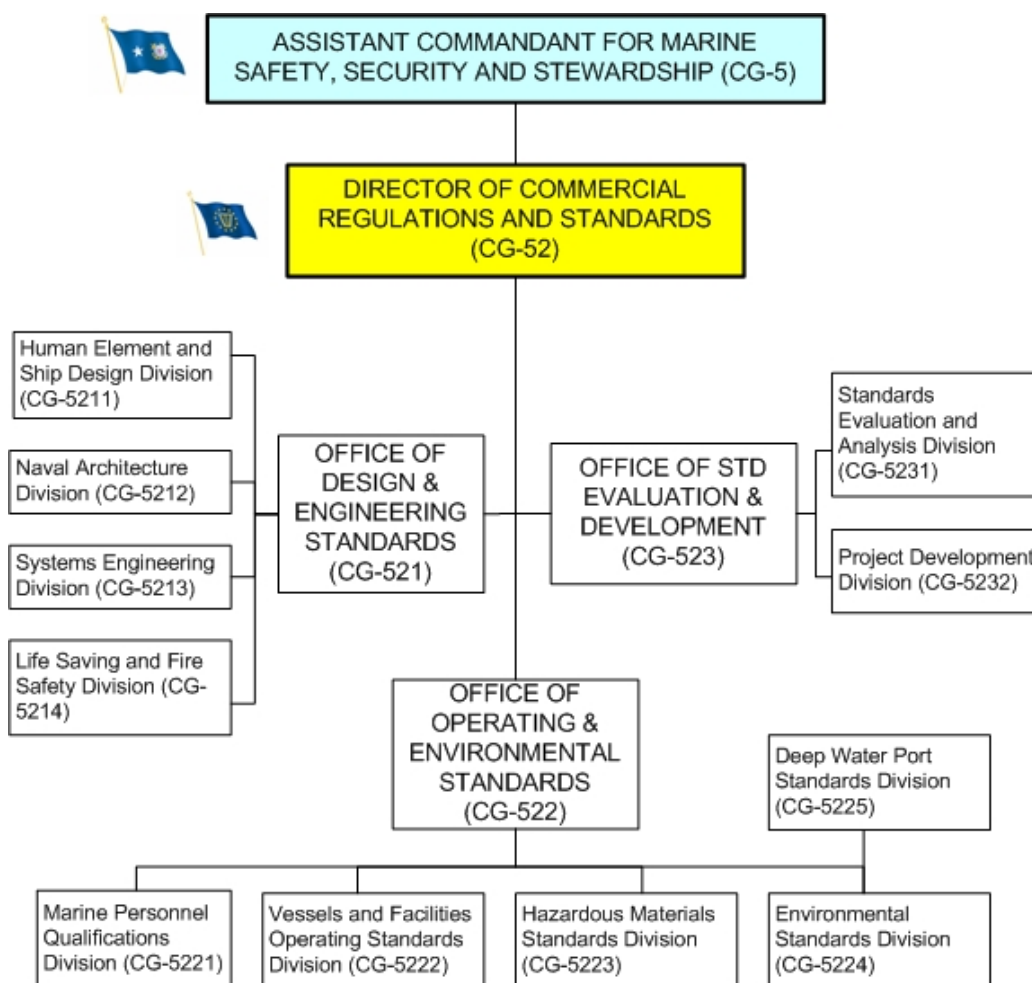 ASSISTANT COMMANDANT FOR MARINE
SAFETY, SECURITY AND STEWARDSHIP (CG-5)
DIRECTOR OF COMMERCIAL
REGULATIONS AND STANDARDS
(CG-52)
Human Element and
Ship Design Division
(CG-5211)
Naval Architecture
Division (CG-5212)
Systems Engineering
Division (CG-5213)
Life Saving and Fire
Safety Division (CG-
5214)
OFFICE OF
DESIGN &
ENGINEERING
STANDARDS
(CG-521)
OFFICE OF STD
EVALUATION &
DEVELOPMENT
(CG-523)
Standards
Evaluation and
Analysis Division
(CG-5231)
Project Development
Division (CG-5232)
OFFICE OF
OPERATING &
ENVIRONMENTAL
STANDARDS
(CG-522)
Deep Water Port
Standards Division
(CG-5225)
Marine Personnel
Qualifications
Division (CG-5221)
Vessels and Facilities
Operating Standards
Division (CG-5222)
Hazardous Materials
Standards Division
(CG-5223)
Environmental
Standards Division
(CG-5224)